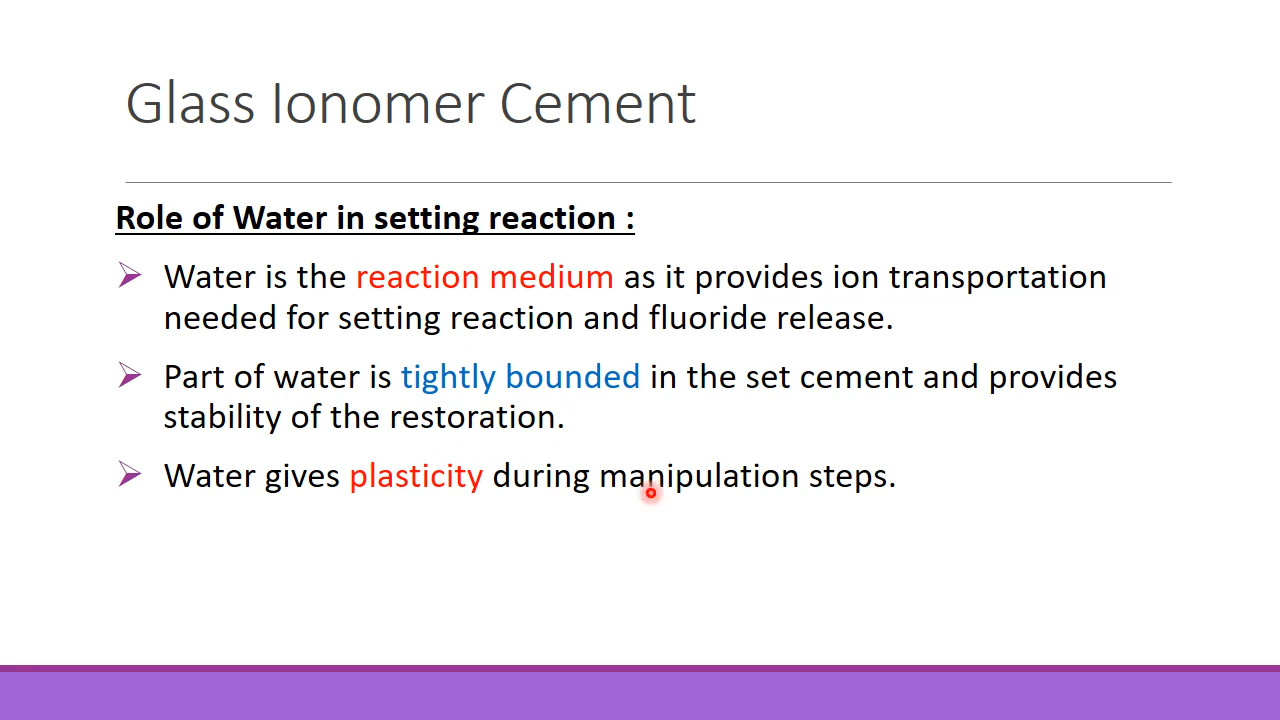 Glass Ionomer Cement
Role of Water in setting reaction :
Water is the reaction medium as it provides ion transportation
needed for setting reaction and fluoride release.
Part of water is tightly bounded in the set cement and provides
stability of the restoration.
Water gives plasticity during manipulation steps.